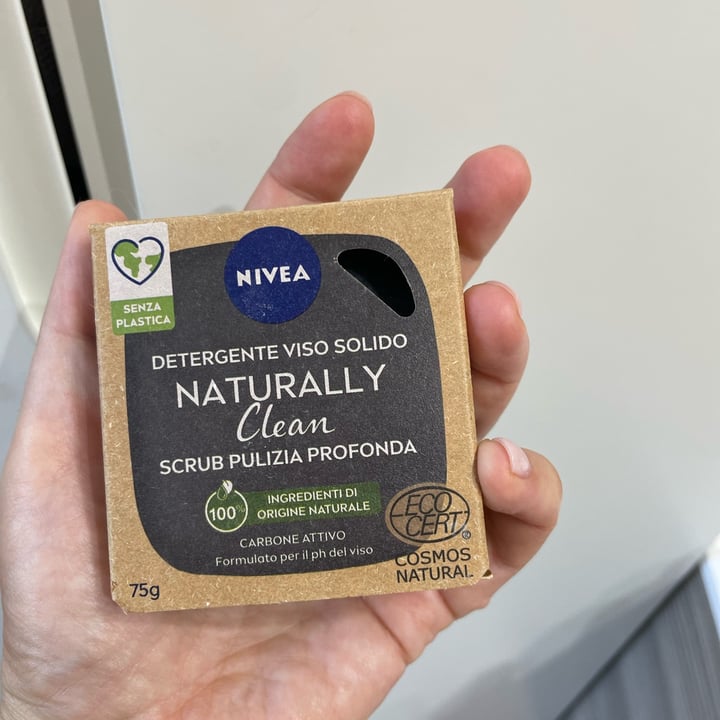 NIVEA
SENZA
PLASTICA
DETERGENTE VISO SOLIDO
NATURALLY
Clean
SCRUB PULIZIA PROFONDA
100%
INGREDIENTI DI
ORIGINE NATURALE
CARBONE ATTIVO
Formulato per il ph del viso
ECO
CERT®
COSMOS
NATURAL
75g